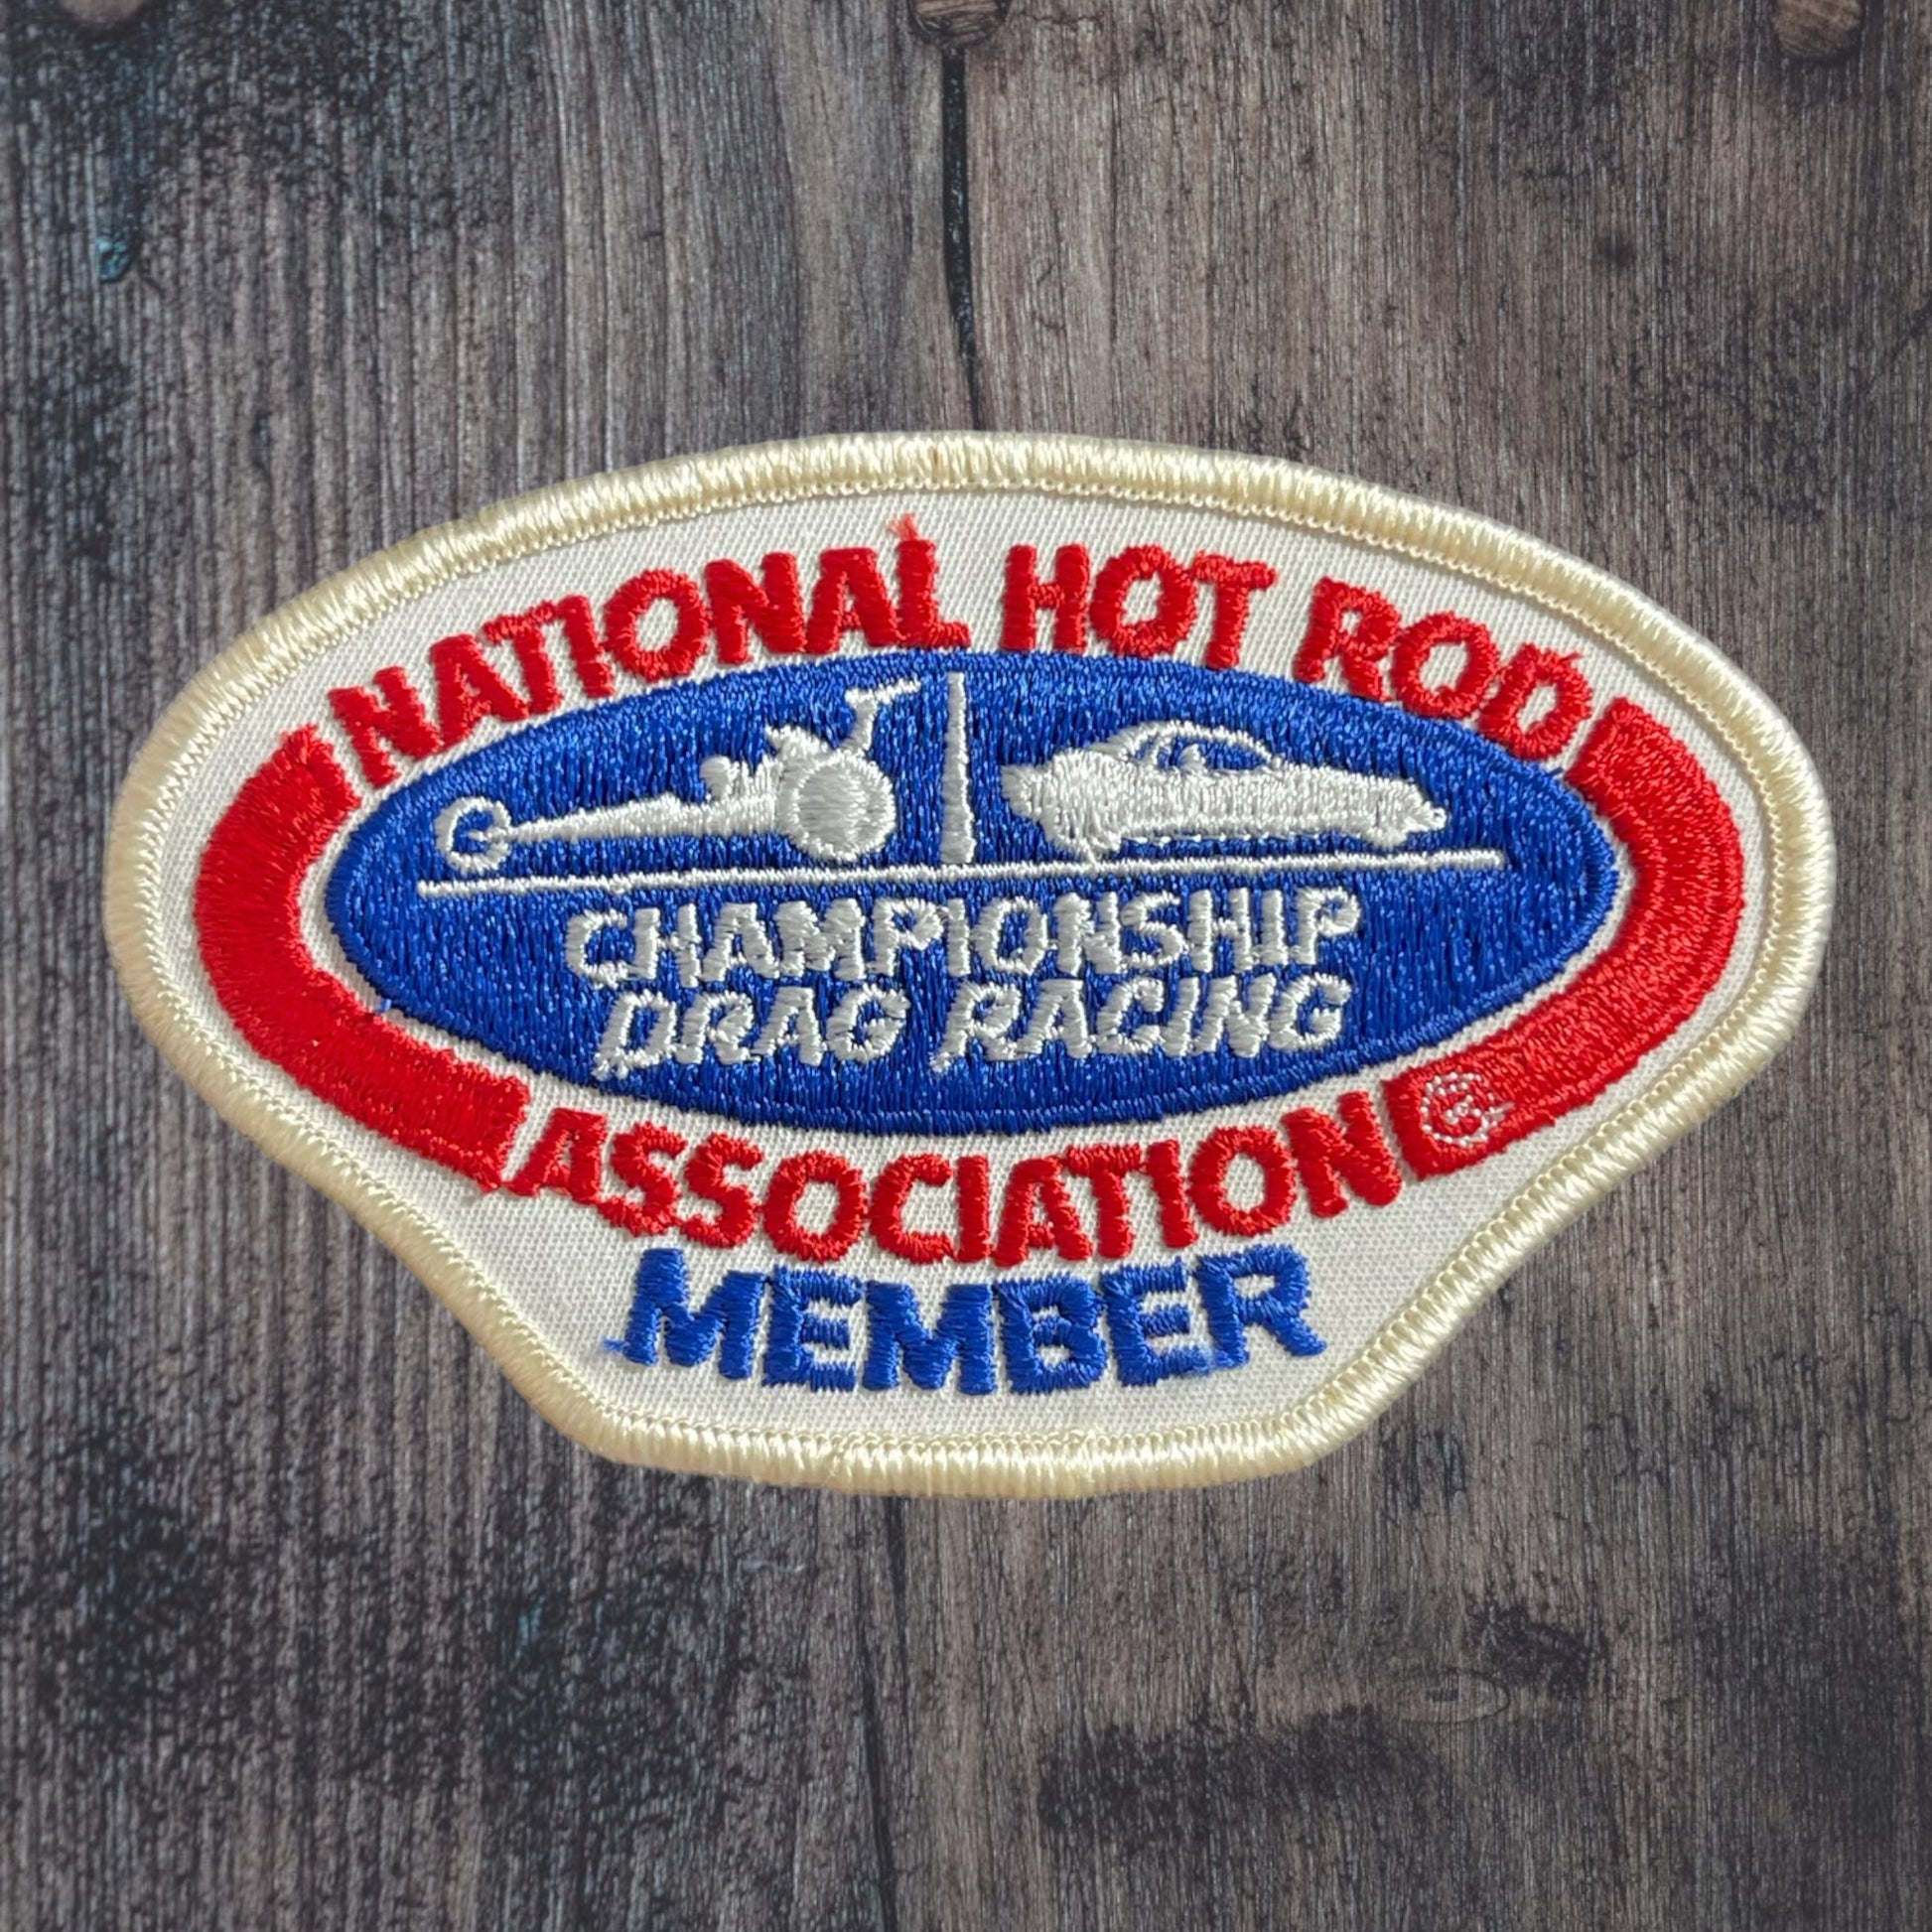 NATIONAL HOT ROD
CHAMPIONSHIP
DRAG RACING
ASSOCIATION
MEMBER